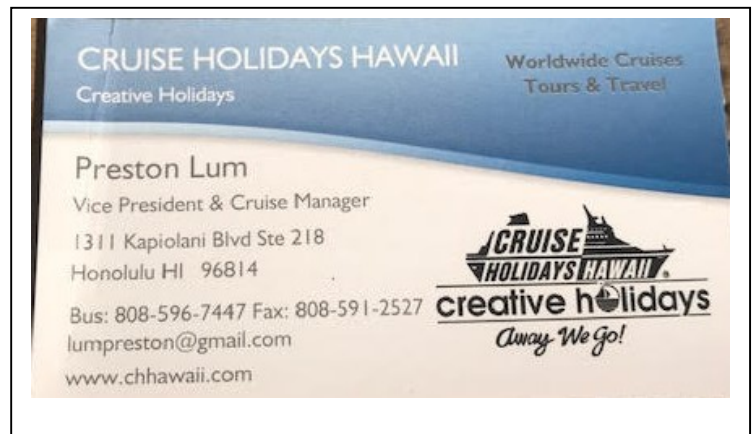 CRUISE HOLIDAYS HAWAII
Creative Holidays
Worldwide Cruises
Tours & Travel
Preston Lum
Vice President & Cruise Manager
1311 Kapiolani Blvd Ste 218
Honolulu HI 96814
Bus: 808-596-7447 Fax: 808-591-2527
lumpreston@gmail.com
www.chhawaii.com
CRUISE
HOLIDAYS HAWAII®
creative holidays
Away We Go!